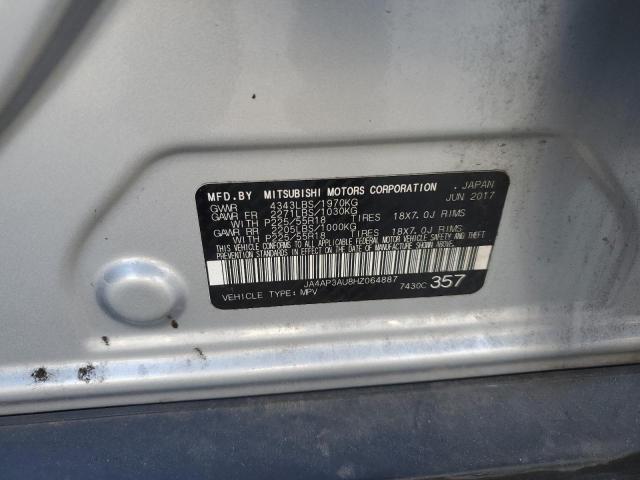 MFD.BY MITSUBISHI MOTORS CORPORATION . JAPAN
GVWR 4343LBS/1970KG JUN 2017
GAWR FR 2271LBS/1030KG
WITH P225/55R18 TIRES 18X7.0J RIMS
GAWR RR 2205LBS/1000KG
WITH P225/55R18 TIRES 18X7.0J RIMS
THIS VEHICLE CONFORMS TO ALL APPLICABLE FEDERAL MOTOR VEHICLE SAFETY, BUMPER, AND THEFT
PREVENTION STANDARDS IN EFFECT ON THE DATE OF MANUFACTURE SHOWN ABOVE.
JA4AP3AU8HZ064887
VEHICLE TYPE: MPV 7430C 357